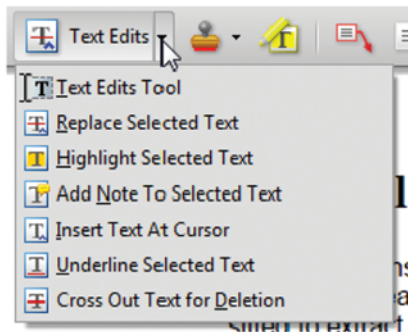 Text Edits
Text Edits Tool
Replace Selected Text
Highlight Selected Text
Add Note To Selected Text
Insert Text At Cursor
Underline Selected Text
Cross Out Text for Deletion